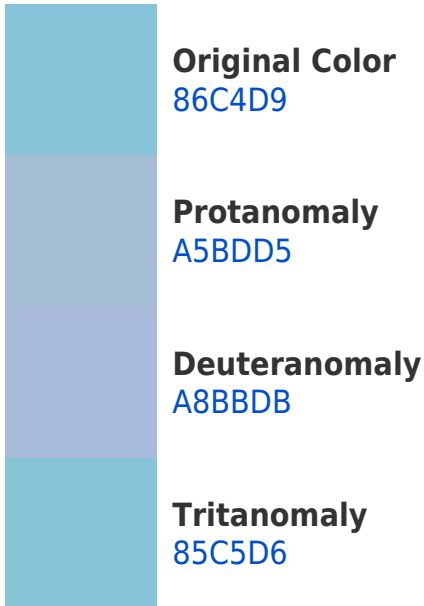 Original Color
86C4D9
Protanomaly
A5BDD5
Deuteranomaly
A8BBDB
Tritanomaly
85C5D6